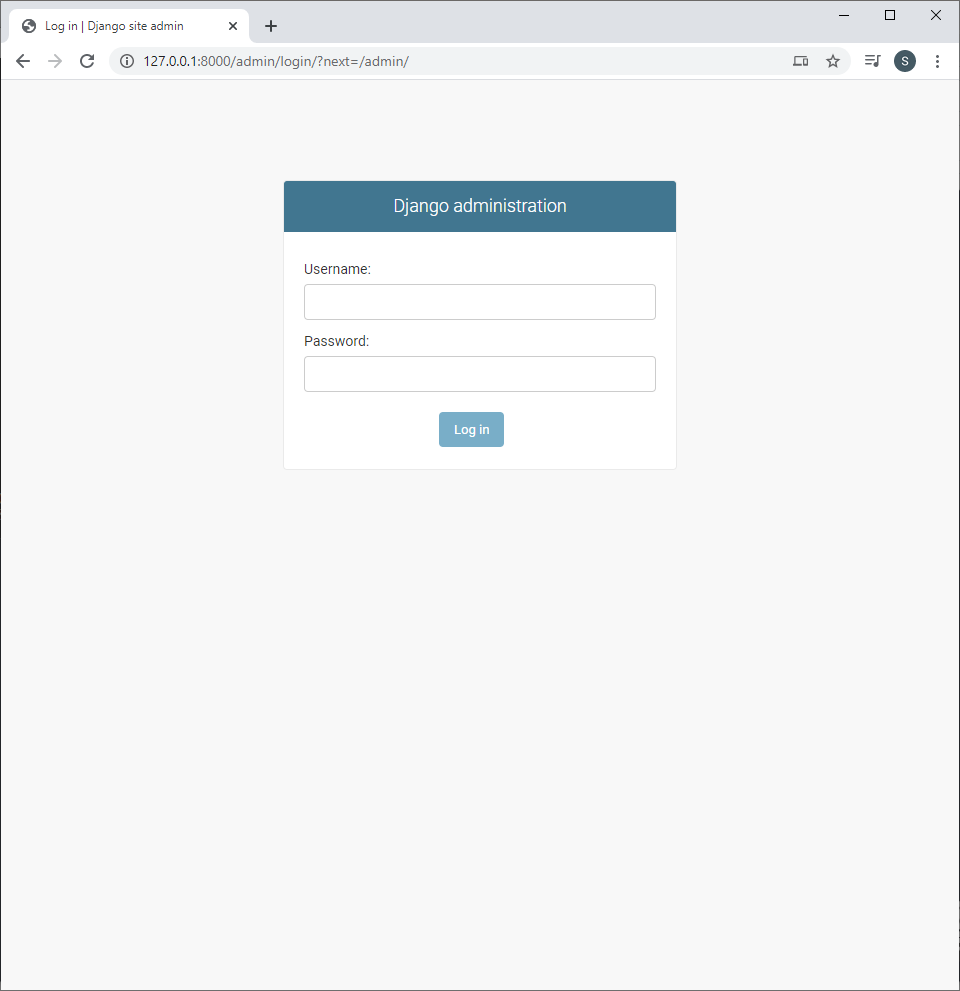 Log in | Django site admin
127.0.0.1:8000/admin/login/?next=/admin/
S
Django administration
Username:
Password:
Log in